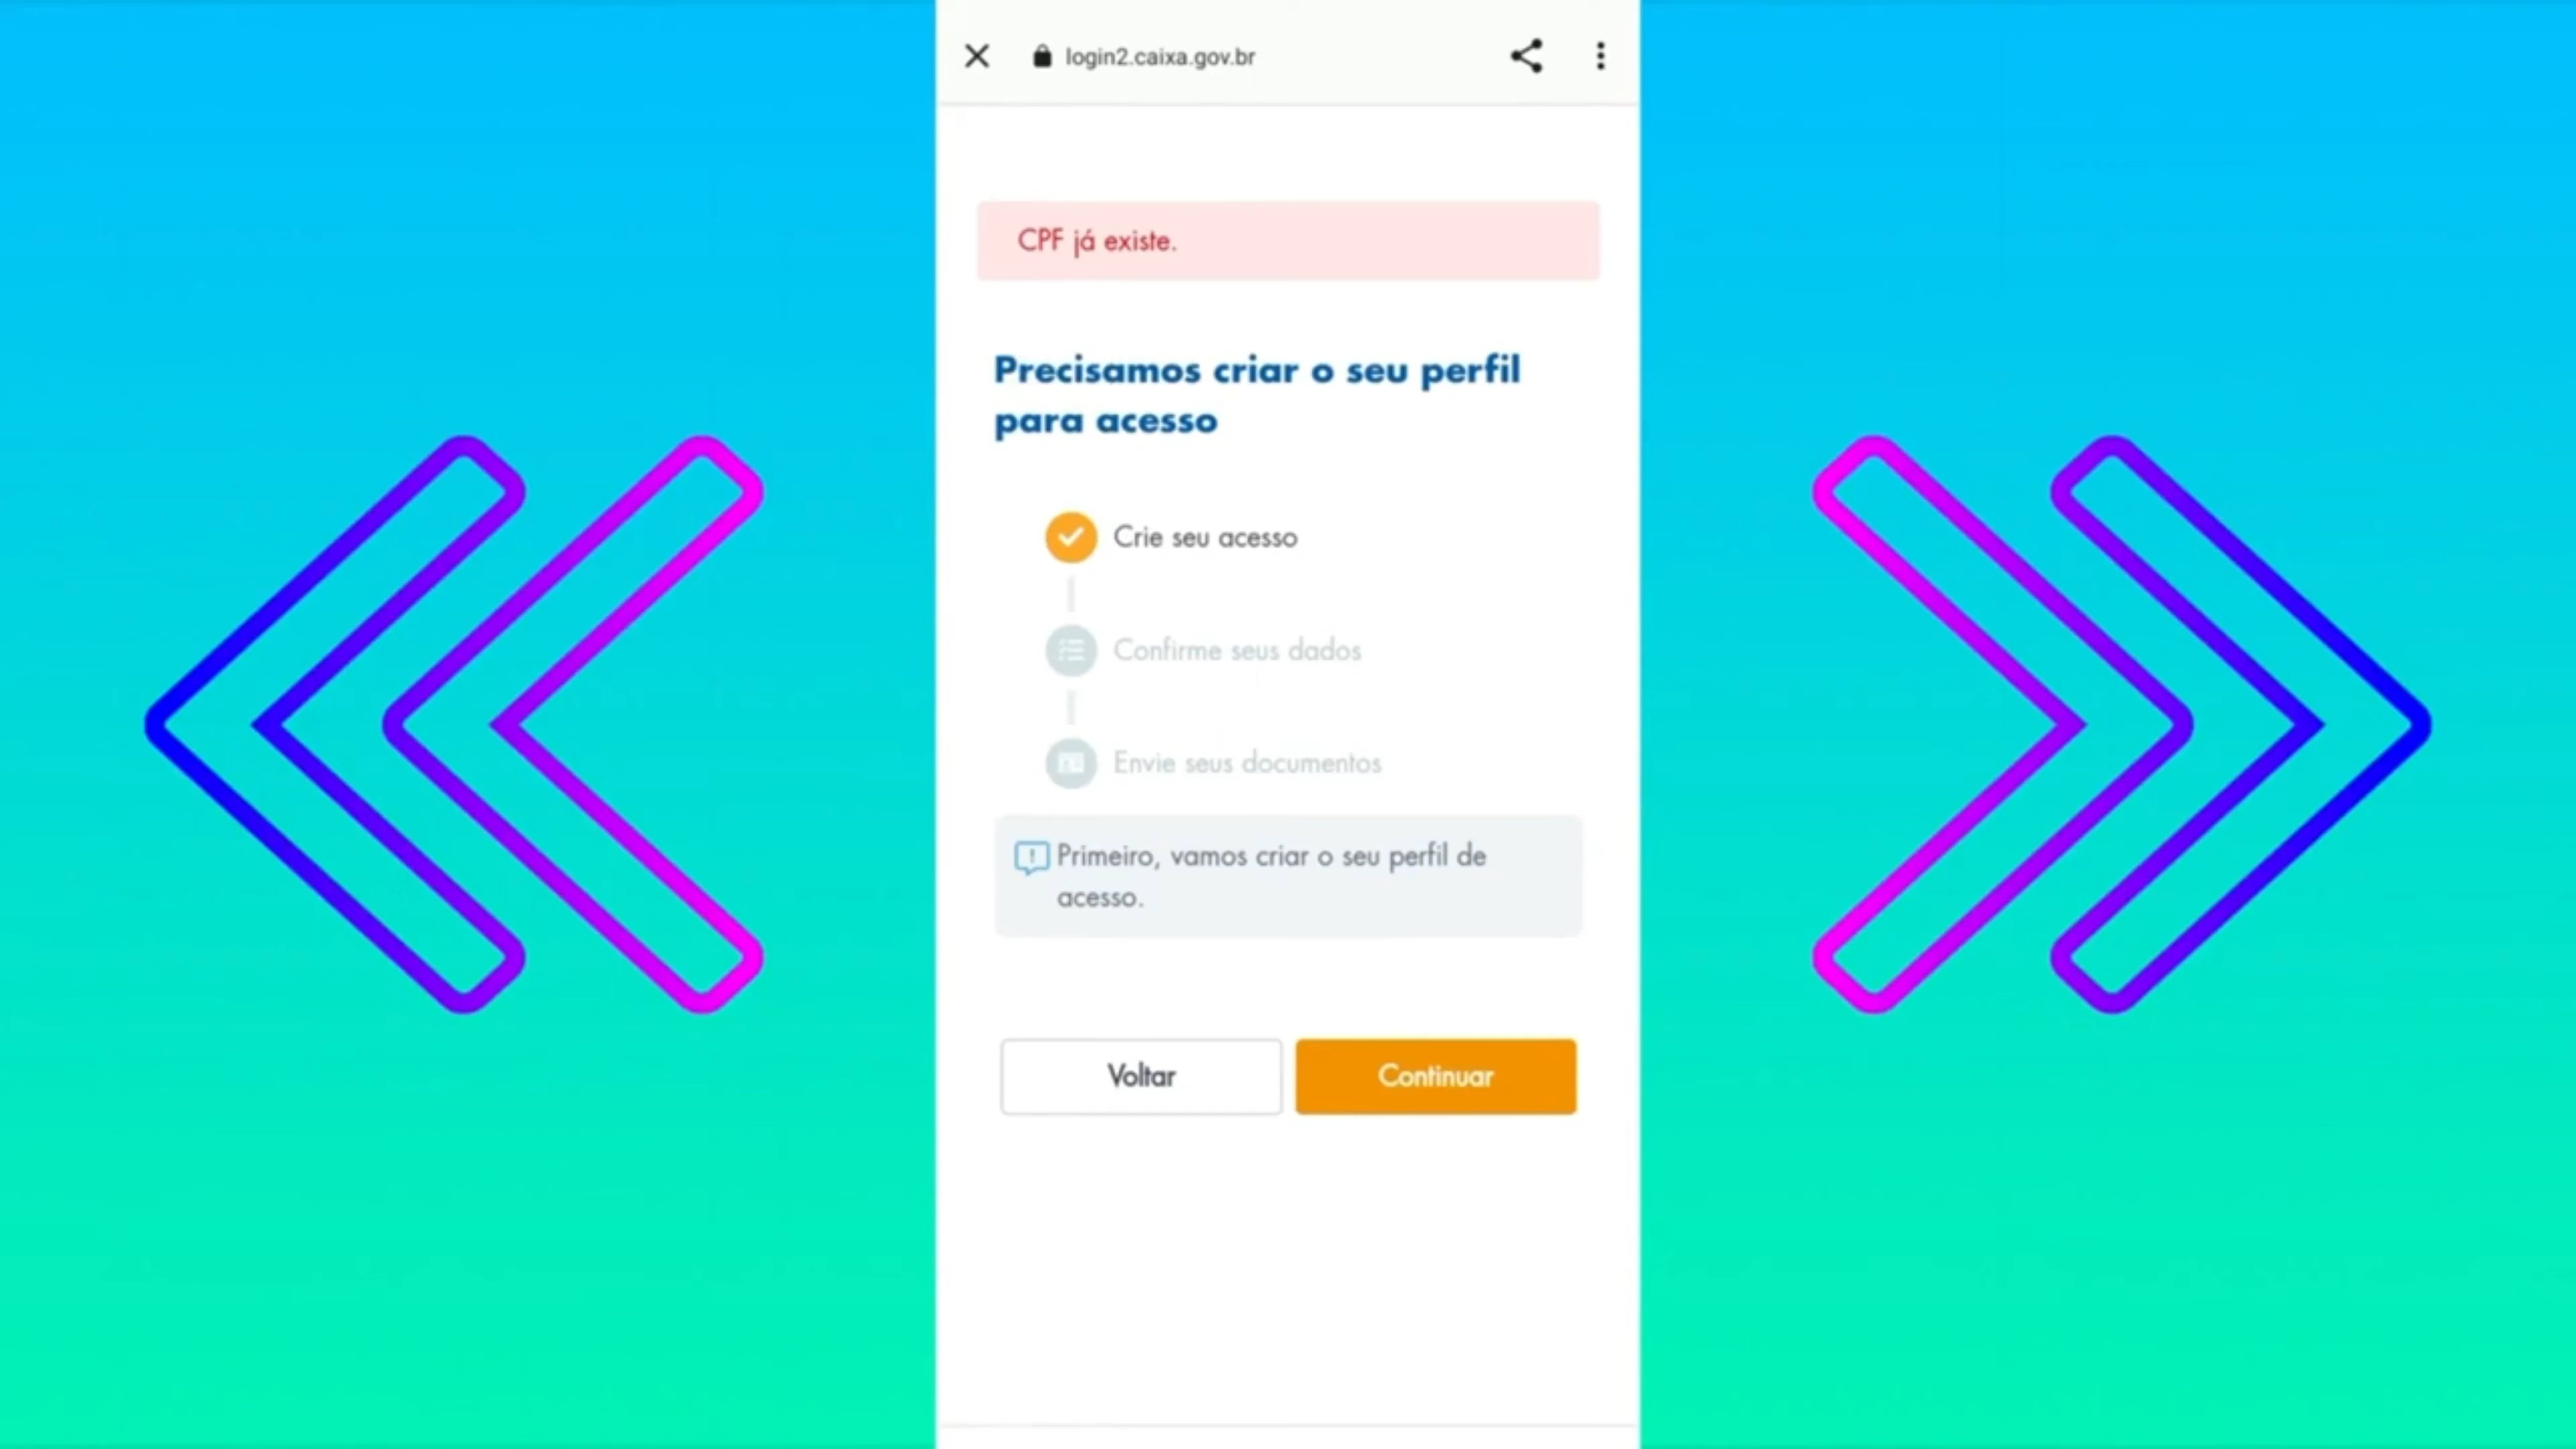 login2.caixa.gov.br
CPF já existe.
Precisamos criar o seu perfil
para acesso
Crie seu acesso
Confirme seus dados
Envie seus documentos
Primeiro, vamos criar o seu perfil de
acesso.
Voltar
Continuar